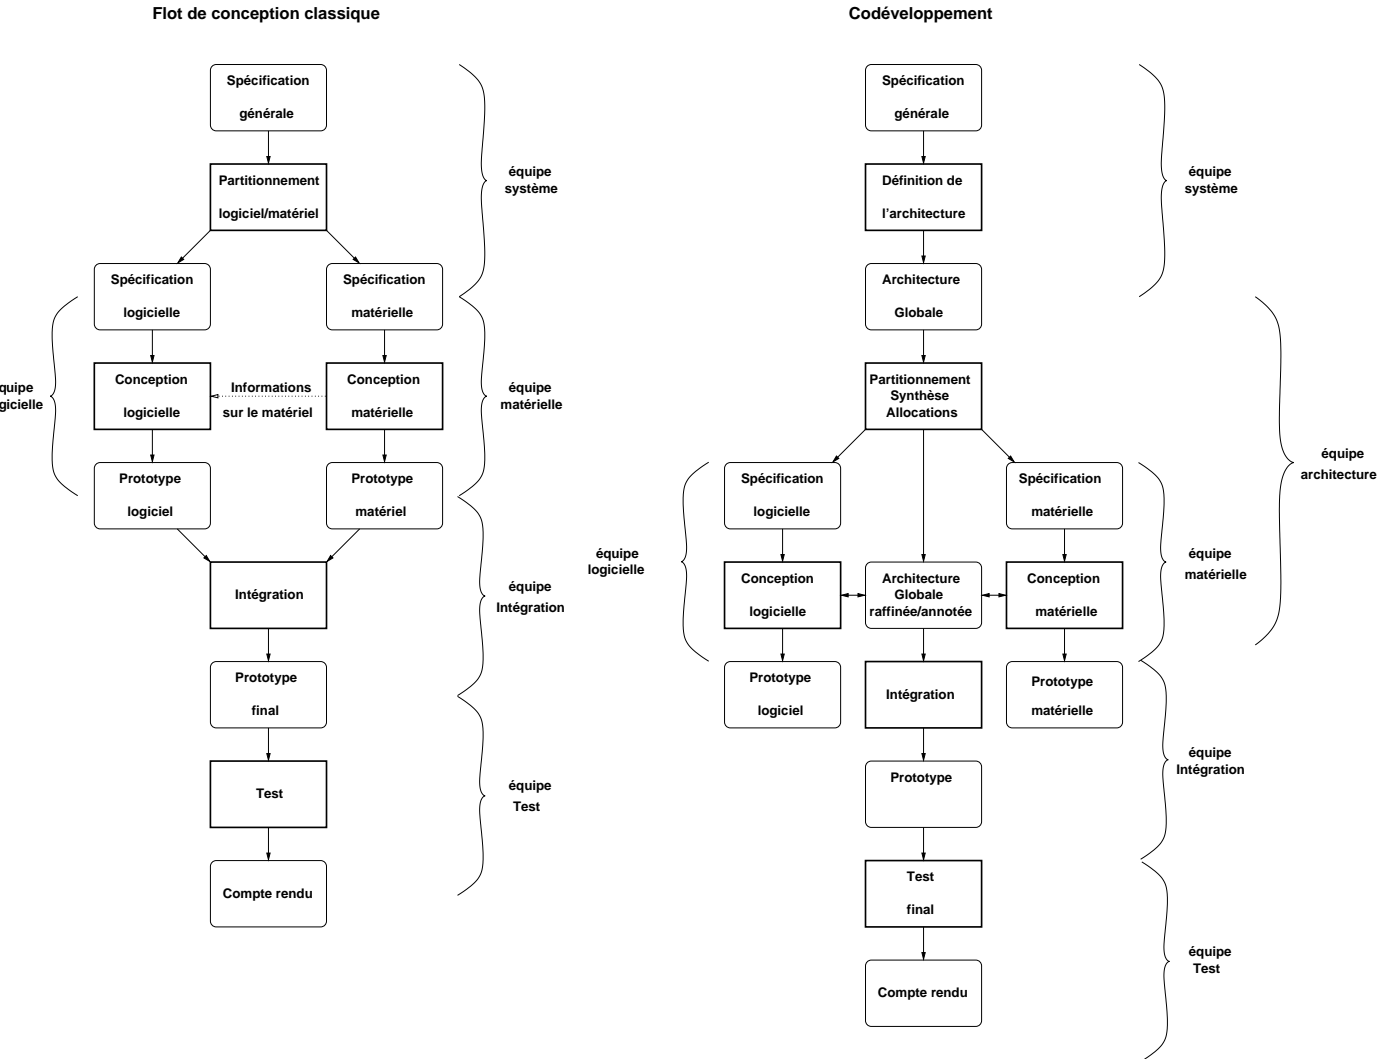 Flot de conception classique
Spécification
générale
Partitionnement
logiciel/matériel
équipe
système
Spécification
logicielle
Spécification
matérielle
quipe
gicielle
Conception
logicielle
Informations
sur le matériel
Conception
matérielle
équipe
matérielle
Prototype
logiciel
Prototype
matériel
Intégration
équipe
Intégration
Prototype
final
Test
équipe
Test
Compte rendu
Codéveloppement
Spécification
générale
Définition de
l'architecture
équipe
système
Architecture
Globale
Partitionnement
Synthèse
Allocations
équipe
architecture
Spécification
logicielle
Spécification
matérielle
équipe
logicielle
Conception
logicielle
Architecture
Globale
raffinée/annotée
Conception
matérielle
équipe
matérielle
Prototype
logiciel
Intégration
Prototype
matérielle
équipe
Intégration
Prototype
Test
final
équipe
Test
Compte rendu